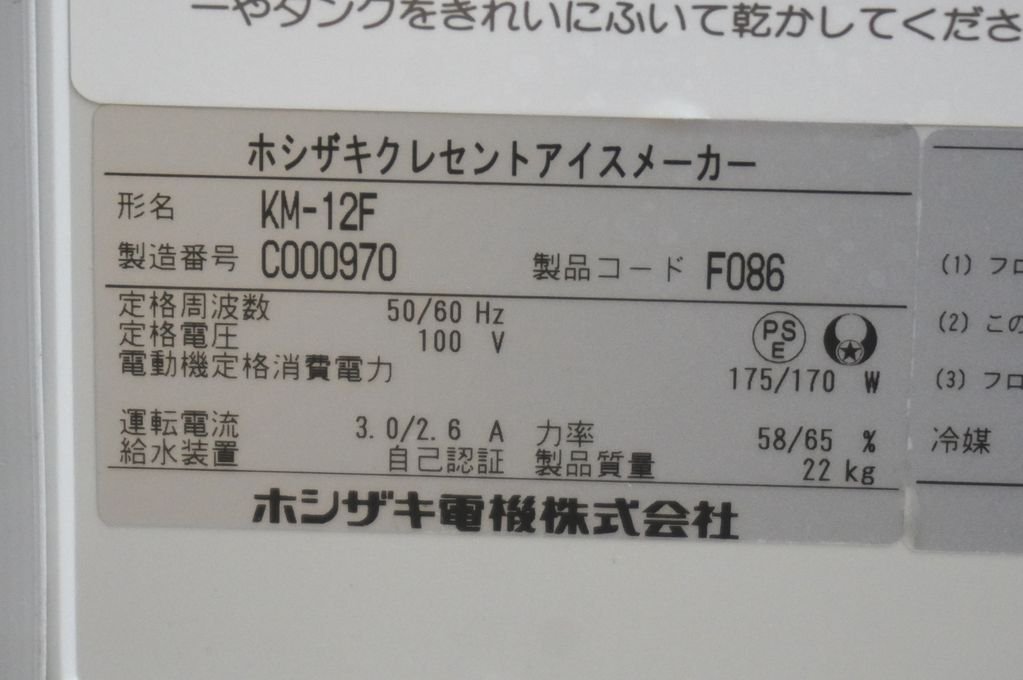 ーやタンクをきれいにふいて乾かしてくださ
ホシザキクレセントアイスメーカー
形名 KM-12F
製造番号 C000970 製品コード F086
定格周波数 50/60 Hz
定格電圧 100 V
PS E
電動機定格消費電力 175/170 W
運転電流 3.0/2.6 A 力率 58/65 %
給水装置 自己認証 製品質量 22 kg
ホシザキ電機株式会社
(1) フロ
(2) この
(3) フロ
冷媒